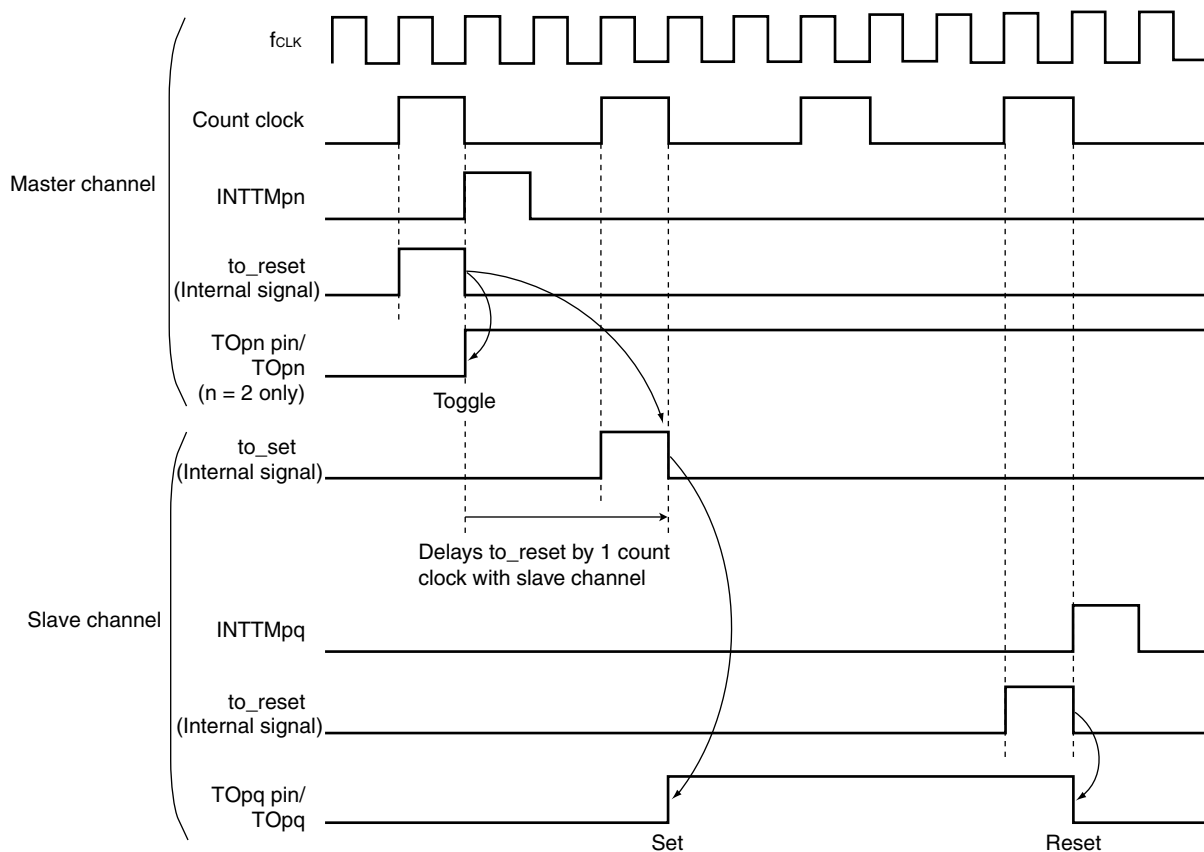 fCLK
Count clock
Master channel
INTTMpn
to_reset
(Internal signal)
TOpn pin/
TOpn
(n = 2 only)
Toggle
to_set
(Internal signal)
Delays to_reset by 1 count
clock with slave channel
Slave channel
INTTMpq
to_reset
(Internal signal)
TOpq pin/
TOpq
Set
Reset